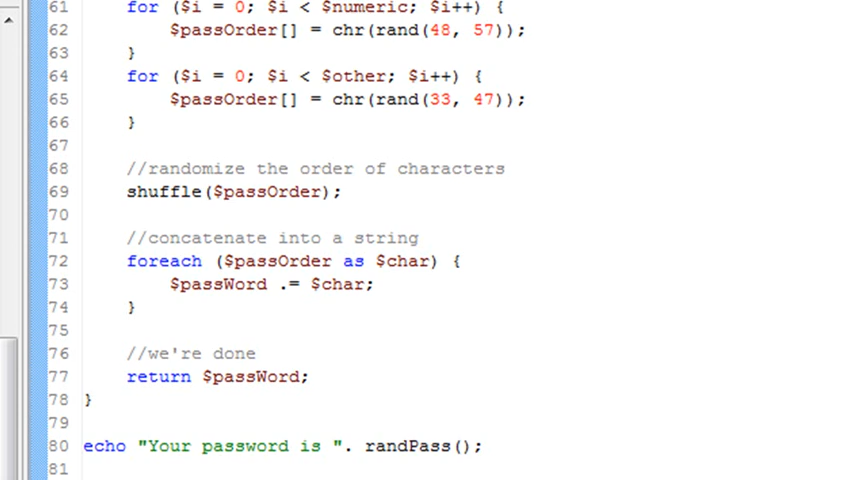 61 for ($i = 0; $i < $numeric; $i++) {
62 $passOrder[] = chr(rand(48, 57));
63 }
64 for ($i = 0; $i < $other; $i++) {
65 $passOrder[] = chr(rand(33, 47));
66 }
67
68 //randomize the order of characters
69 shuffle($passOrder);
70
71 //concatenate into a string
72 foreach ($passOrder as $char) {
73 $passWord .= $char;
74 }
75
76 //we're done
77 return $passWord;
78 }
79
80 echo "Your password is ". randPass();
81